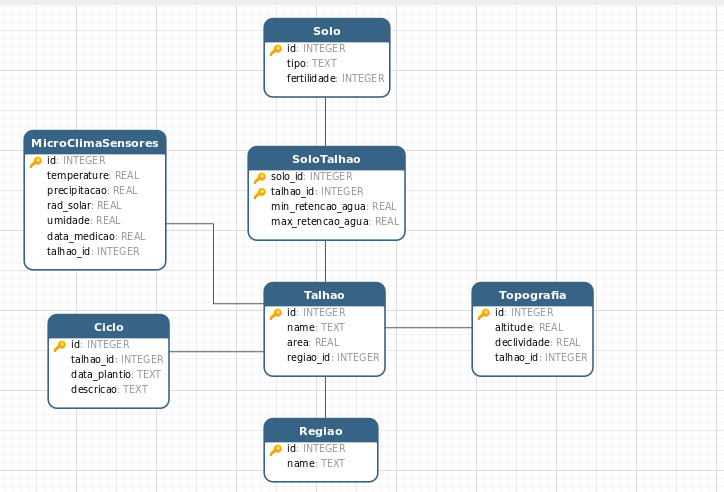 Solo
id: INTEGER
tipo: TEXT
fertilidade: INTEGER
MicroClimaSensores
id: INTEGER
temperature: REAL
precipitacao: REAL
rad_solar: REAL
umidade: REAL
data_medicao: REAL
talhao_id: INTEGER
SoloTalhao
solo_id: INTEGER
talhao_id: INTEGER
min_retencao_agua: REAL
max_retencao_agua: REAL
Talhao
id: INTEGER
name: TEXT
area: REAL
regiao_id: INTEGER
Topografia
id: INTEGER
altitude: REAL
declividade: REAL
talhao_id: INTEGER
Ciclo
id: INTEGER
talhao_id: INTEGER
data_plantio: TEXT
descricao: TEXT
Regiao
id: INTEGER
name: TEXT